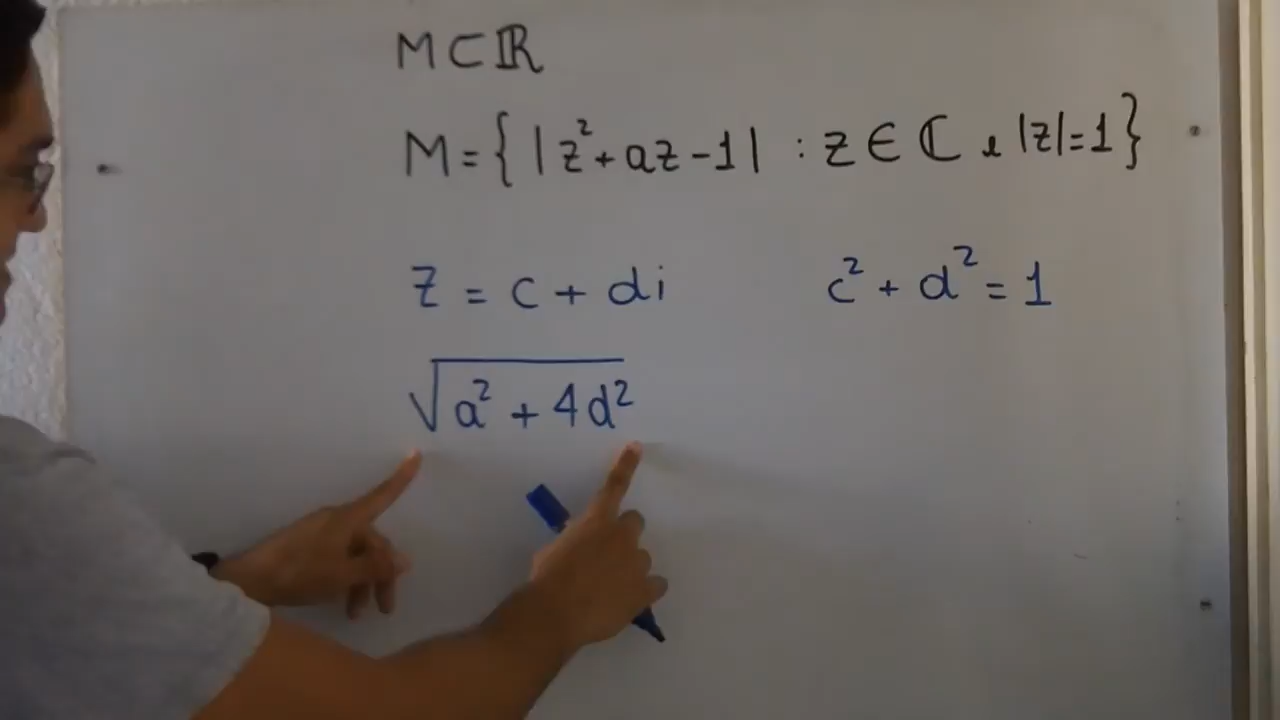 M⊂ℝ
M={|z²+az-1| : z∈ℂ e |z|=1}
z = c + di
c² + d² = 1
√(a² + 4d²)